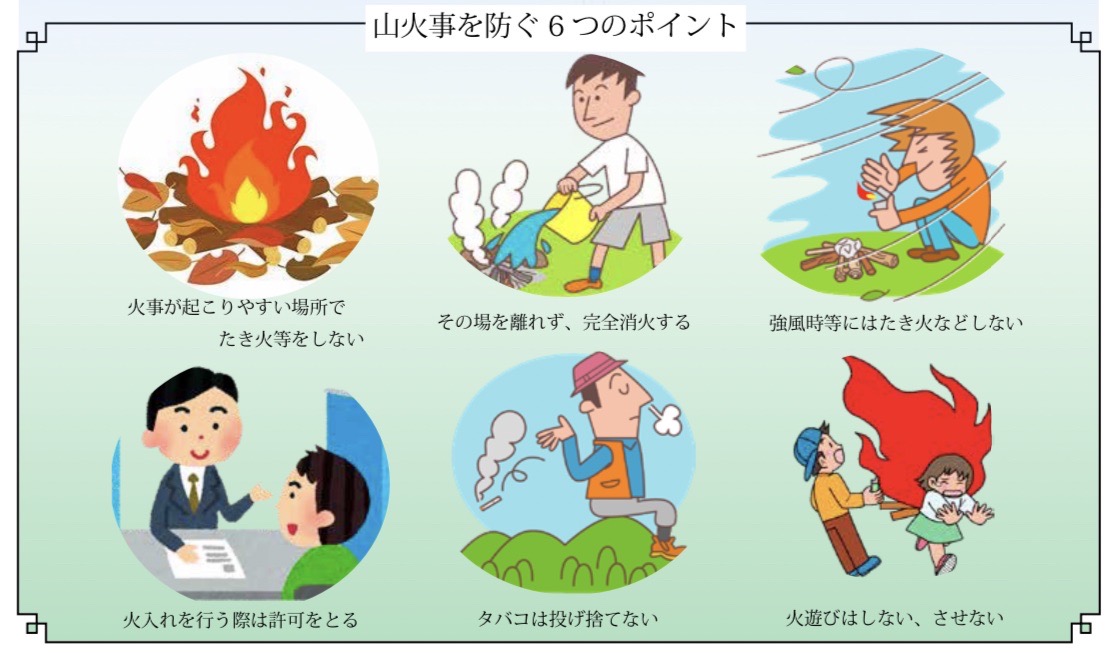 山火事を防ぐ6つのポイント
火事が起こりやすい場所で
たき火等をしない
その場を離れず、完全消火する
強風時等にはたき火などしない
火入れを行う際は許可をとる
タバコは投げ捨てない
火遊びはしない、させない